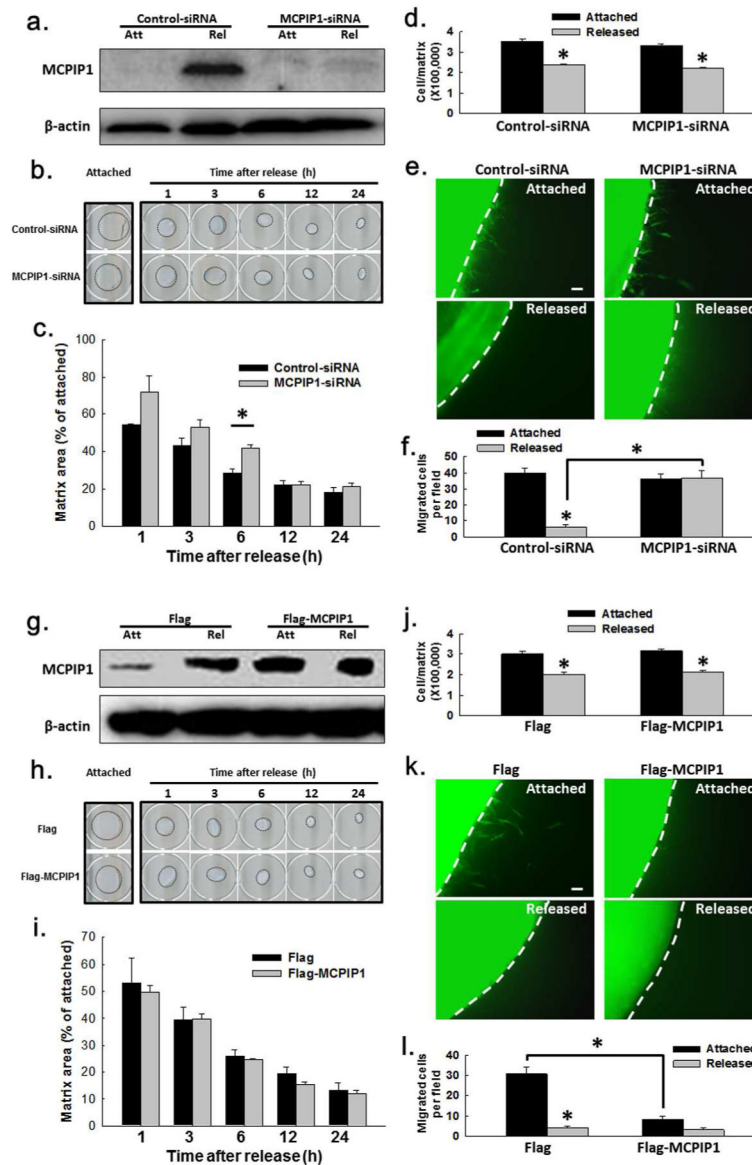 a.
Control-siRNA MCPIP1-siRNA
Att Rel Att Rel
MCPIP1
β-actin
b.
Attached Time after release (h)
1 3 6 12 24
Control-siRNA
MCPIP1-siRNA
c.
Matrix area (% of attached)
80
60
40
20
0
Control-siRNA
MCPIP1-siRNA
*
1 3 6 12 24
Time after release (h)
d.
Attached
Released
Cell/matrix
(X100,000)
4
3
2
1
0
* *
Control-siRNA MCPIP1-siRNA
e.
Control-siRNA MCPIP1-siRNA
Attached Attached
Released Released
f.
Attached
Released
Migrated cells
per field
40
30
20
10
0
*
*
Control-siRNA MCPIP1-siRNA
g.
Flag Flag-MCPIP1
Att Rel Att Rel
MCPIP1
β-actin
h.
Attached Time after release (h)
1 3 6 12 24
Flag
Flag-MCPIP1
i.
Matrix area (% of attached)
70
60
50
40
30
20
10
0
Flag
Flag-MCPIP1
1 3 6 12 24
Time after release (h)
j.
Attached
Released
Cell/matrix
(X100,000)
4
3
2
1
0
* *
Flag Flag-MCPIP1
k.
Flag Flag-MCPIP1
Attached Attached
Released Released
l.
Attached
Released
Migrated cells
per field
40
30
20
10
0
*
*
Flag Flag-MCPIP1